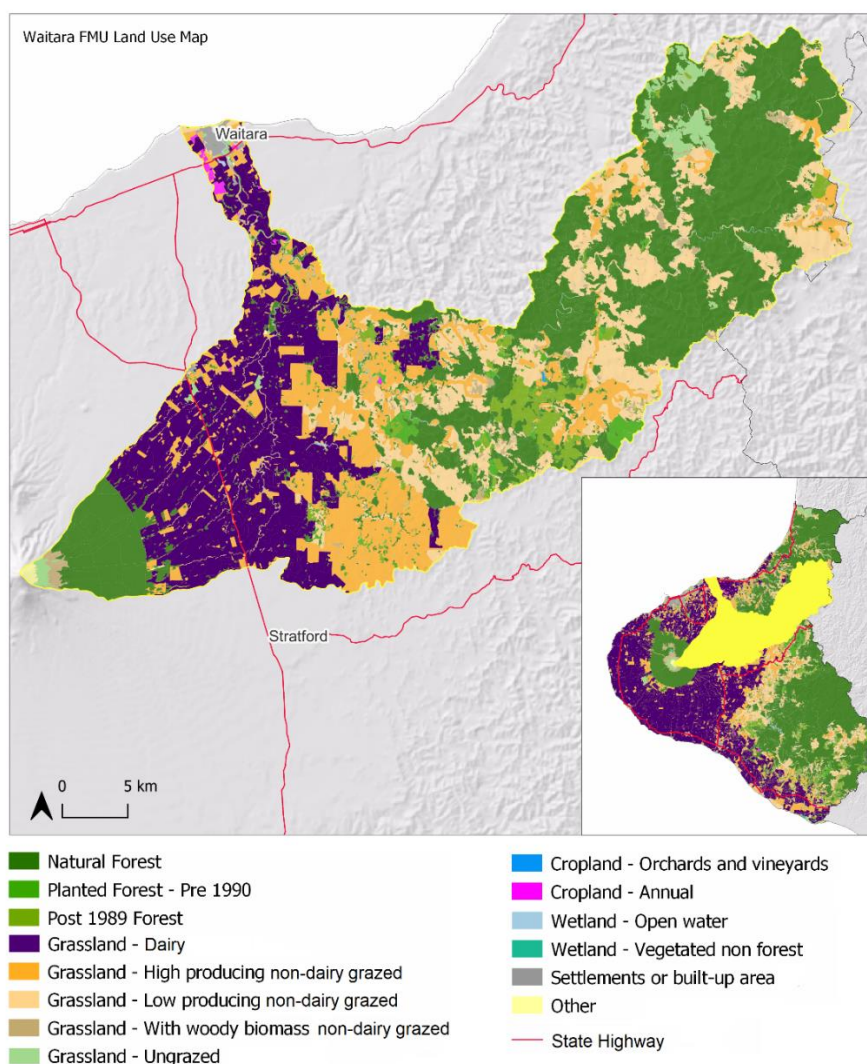 Waitara FMU Land Use Map
Waitara
Stratford
0 5 km
Natural Forest
Planted Forest - Pre 1990
Post 1989 Forest
Grassland - Dairy
Grassland - High producing non-dairy grazed
Grassland - Low producing non-dairy grazed
Grassland - With woody biomass non-dairy grazed
Grassland - Ungrazed
Cropland - Orchards and vineyards
Cropland - Annual
Wetland - Open water
Wetland - Vegetated non forest
Settlements or built-up area
Other
State Highway